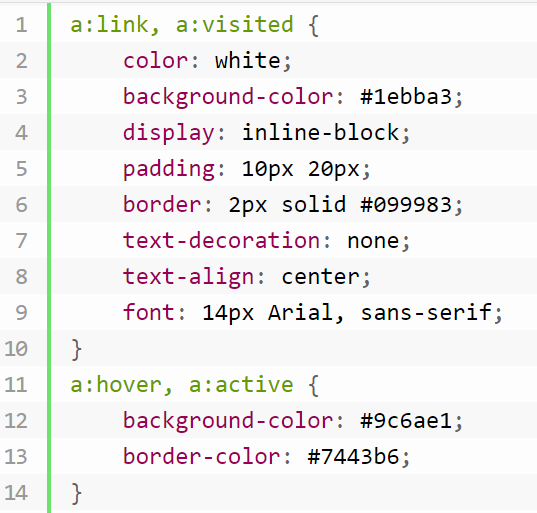 1 a:link, a:visited {
2     color: white;
3     background-color: #1ebba3;
4     display: inline-block;
5     padding: 10px 20px;
6     border: 2px solid #099983;
7     text-decoration: none;
8     text-align: center;
9     font: 14px Arial, sans-serif;
10 }
11 a:hover, a:active {
12     background-color: #9c6ae1;
13     border-color: #7443b6;
14 }